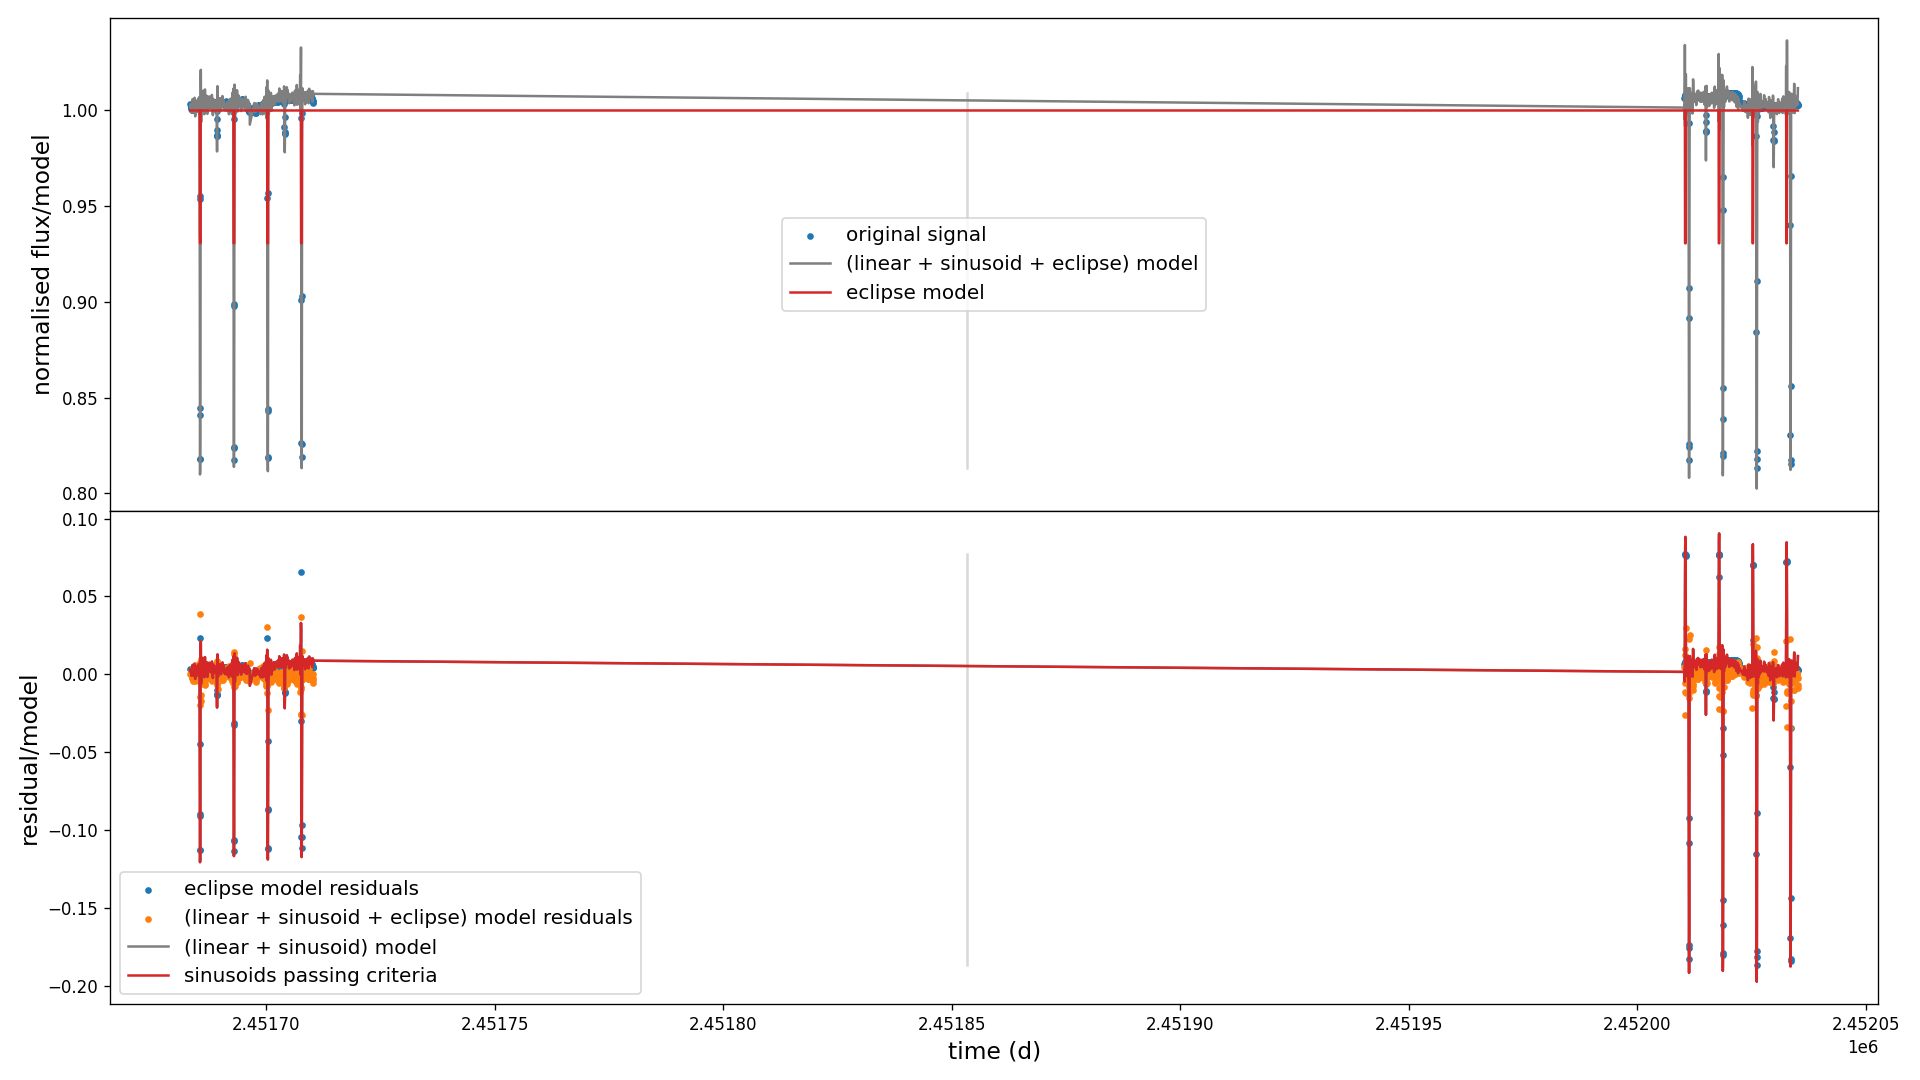 normalised flux/model
1.00
0.95
0.90
0.85
0.80
original signal
(linear + sinusoid + eclipse) model
eclipse model
residual/model
0.10
0.05
0.00
−0.05
−0.10
−0.15
−0.20
eclipse model residuals
(linear + sinusoid + eclipse) model residuals
(linear + sinusoid) model
sinusoids passing criteria
2.45170 2.45175 2.45180 2.45185 2.45190 2.45195 2.45200 2.45205
time (d)
1e6